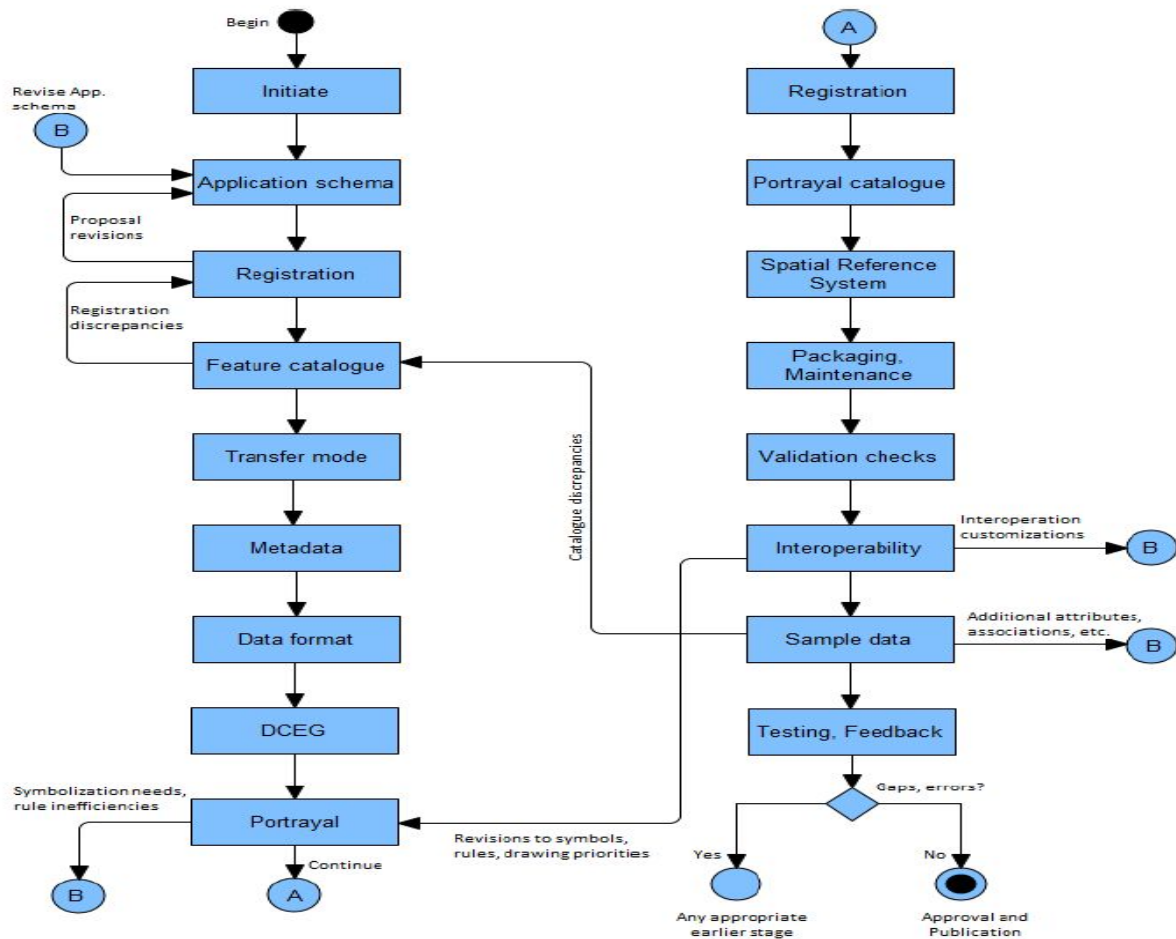 Begin
Initiate
Revise App.
schema
B
Application schema
Proposal
revisions
Registration
Registration
discrepancies
Feature catalogue
Transfer mode
Metadata
Data format
DCEG
Symbolization needs,
rule inefficiencies
Portrayal
Continue
B
A
Catalogue discrepancies
Revisions to symbols,
rules, drawing priorities
A
Registration
Portrayal catalogue
Spatial Reference
System
Packaging,
Maintenance
Validation checks
Interoperability
Interoperation
customizations
B
Sample data
Additional attributes,
associations, etc.
B
Testing, Feedback
Gaps, errors?
Yes
No
Any appropriate
earlier stage
Approval and
Publication